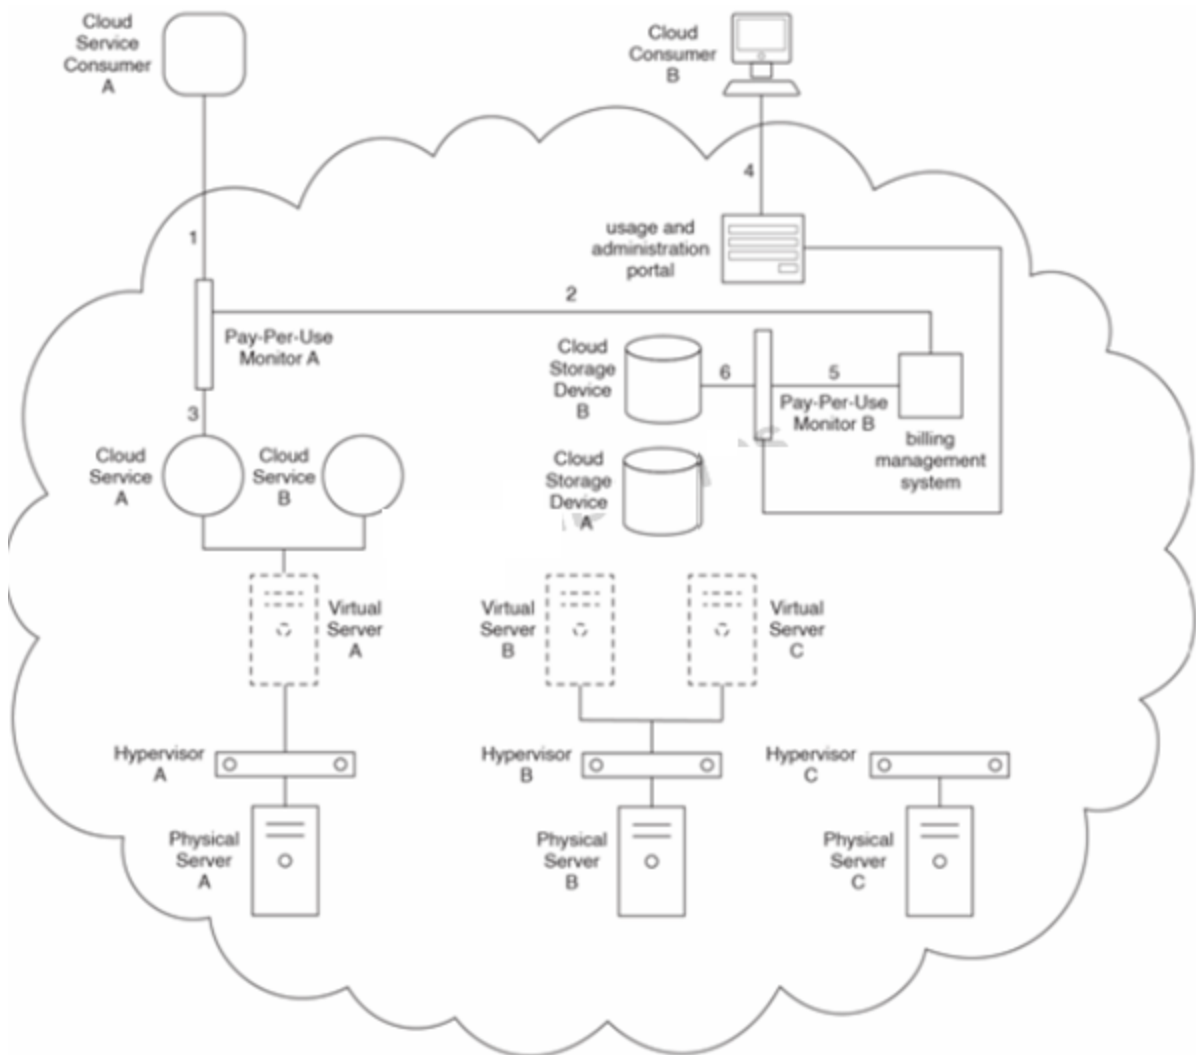 Cloud
Service
Consumer
A
Cloud
Consumer
B
4
1
usage and
administration
portal
2
Pay-Per-Use
Monitor A
Cloud
Storage
Device
B
6
5
Pay-Per-Use
Monitor B
billing
management
system
3
Cloud
Service
A
Cloud
Service
B
Cloud
Storage
Device
A
Virtual
Server
A
Virtual
Server
B
Virtual
Server
C
Hypervisor
A
Hypervisor
B
Hypervisor
C
Physical
Server
A
Physical
Server
B
Physical
Server
C